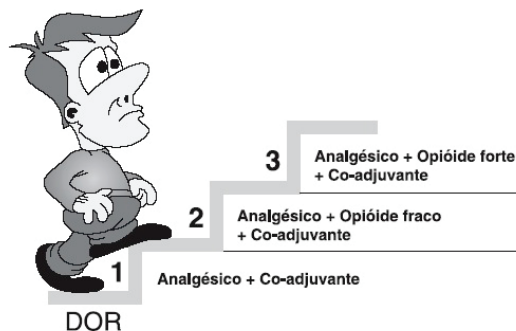 3
Analgésico + Opióide forte
+ Co-adjuvante
2
Analgésico + Opióide fraco
+ Co-adjuvante
1
Analgésico + Co-adjuvante
DOR